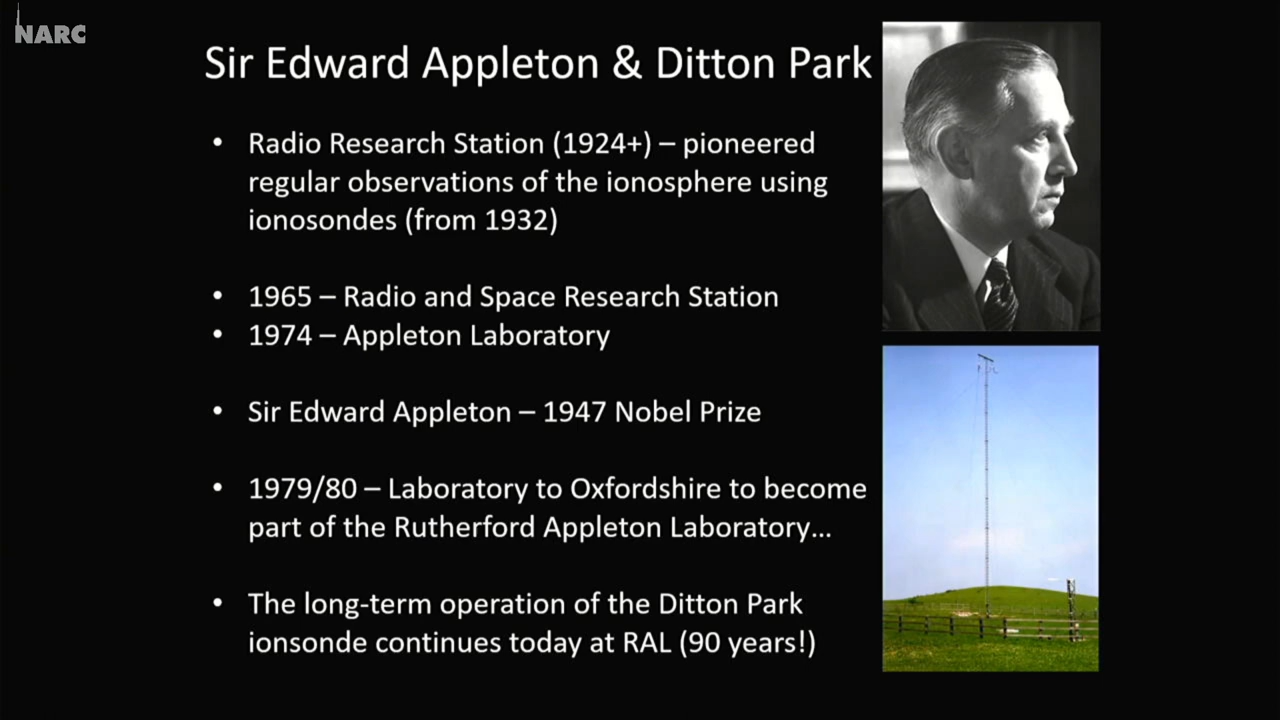 NARC
Sir Edward Appleton & Ditton Park
• Radio Research Station (1924+) – pioneered
regular observations of the ionosphere using
ionosondes (from 1932)
• 1965 – Radio and Space Research Station
• 1974 – Appleton Laboratory
• Sir Edward Appleton – 1947 Nobel Prize
• 1979/80 – Laboratory to Oxfordshire to become
part of the Rutherford Appleton Laboratory...
• The long-term operation of the Ditton Park
ionsonde continues today at RAL (90 years!)